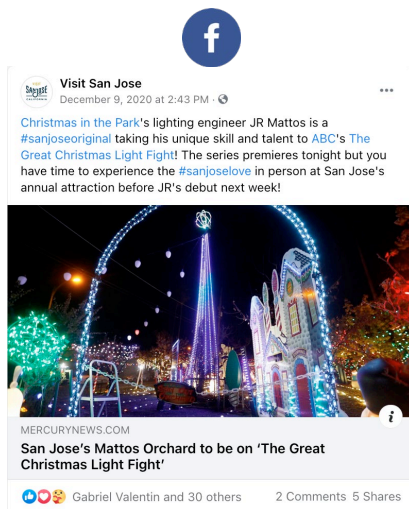 f
SAN JOSE
CALIFORNIA
Visit San Jose
December 9, 2020 at 2:43 PM ·
Christmas in the Park's lighting engineer JR Mattos is a
#sanjoseoriginal taking his unique skill and talent to ABC's The
Great Christmas Light Fight! The series premieres tonight but you
have time to experience the #sanjoselove in person at San Jose's
annual attraction before JR's debut next week!
i
MERCURYNEWS.COM
San Jose’s Mattos Orchard to be on ‘The Great
Christmas Light Fight’
Gabriel Valentin and 30 others 2 Comments 5 Shares